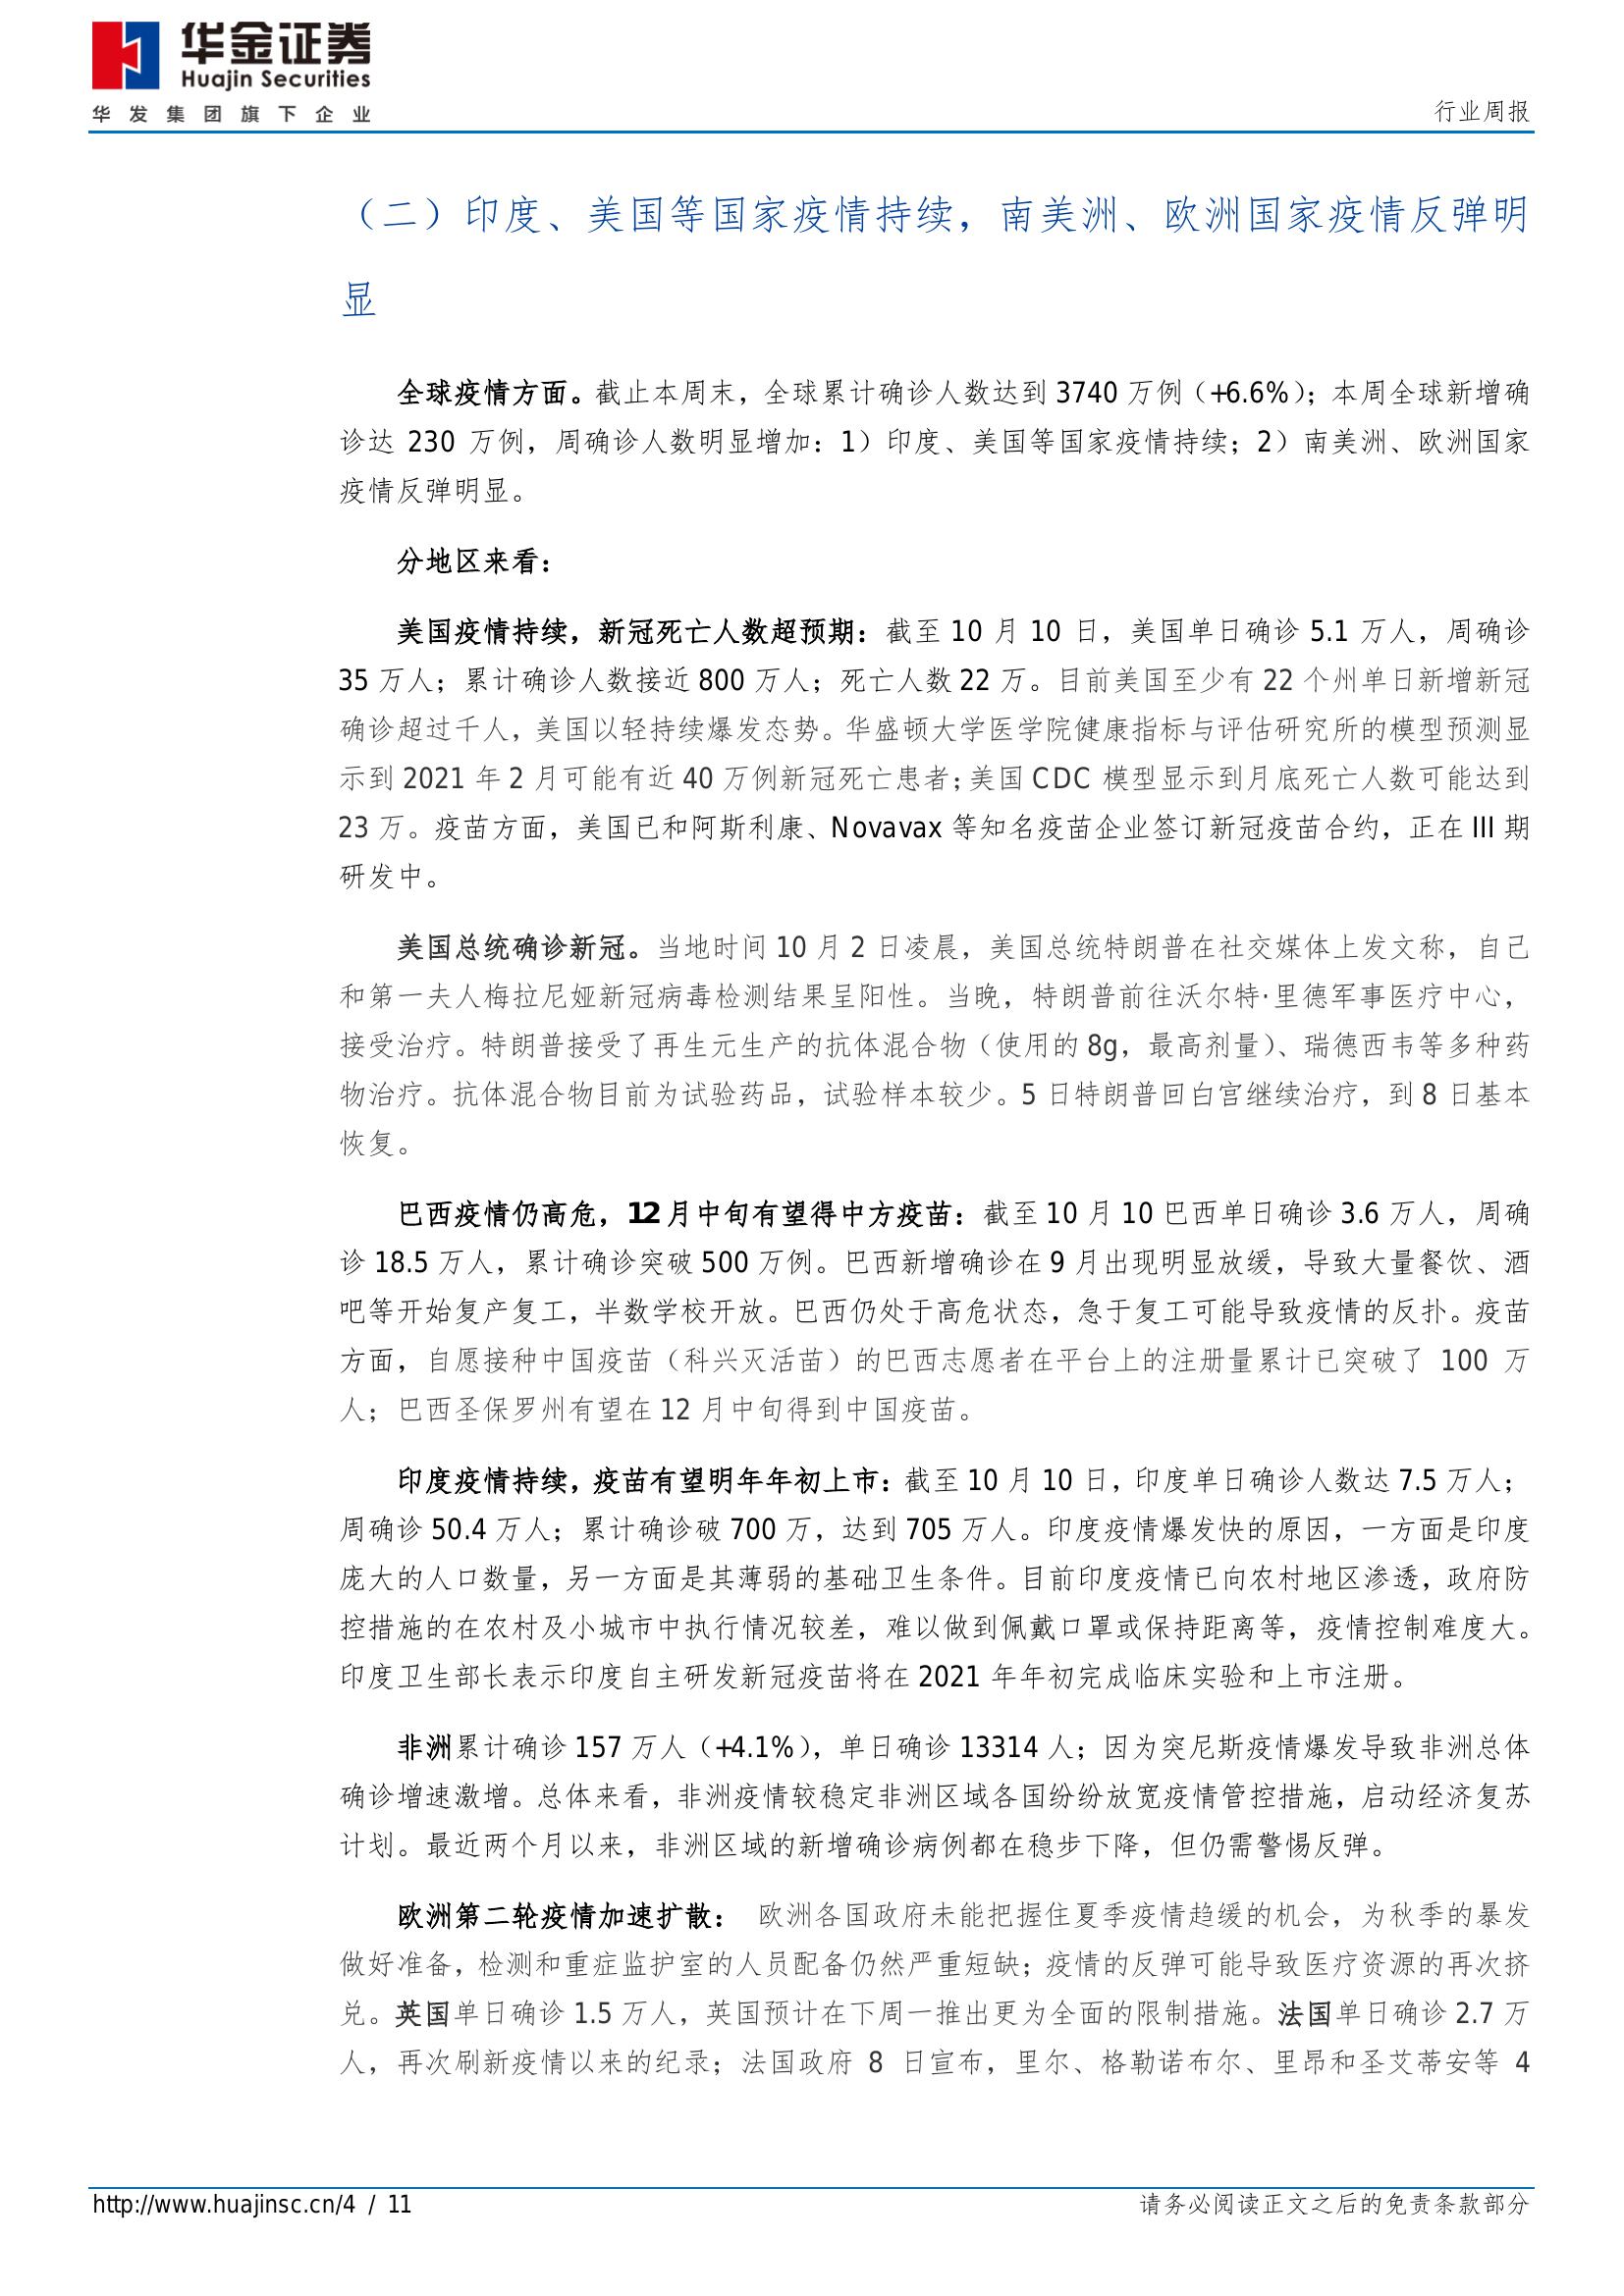 华金证券
Huajin Securities
华发集团旗下企业
行业周报
（二）印度、美国等国家疫情持续，南美洲、欧洲国家疫情反弹明
显
全球疫情方面。截止本周末，全球累计确诊人数达到 3740 万例（+6.6%）；本周全球新增确
诊达 230 万例，周确诊人数明显增加：1）印度、美国等国家疫情持续；2）南美洲、欧洲国家
疫情反弹明显。
分地区来看：
美国疫情持续，新冠死亡人数超预期：截至 10 月 10 日，美国单日确诊 5.1 万人，周确诊
35 万人；累计确诊人数接近 800 万人；死亡人数 22 万。目前美国至少有 22 个州单日新增新冠
确诊超过千人，美国以轻持续爆发态势。华盛顿大学医学院健康指标与评估研究所的模型预测显
示到 2021 年 2 月可能有近 40 万例新冠死亡患者；美国 CDC 模型显示到月底死亡人数可能达到
23 万。疫苗方面，美国已和阿斯利康、Novavax 等知名疫苗企业签订新冠疫苗合约，正在 III 期
研发中。
美国总统确诊新冠。当地时间 10 月 2 日凌晨，美国总统特朗普在社交媒体上发文称，自己
和第一夫人梅拉尼娅新冠病毒检测结果呈阳性。当晚，特朗普前往沃尔特·里德军事医疗中心，
接受治疗。特朗普接受了再生元生产的抗体混合物（使用的 8g，最高剂量）、瑞德西韦等多种药
物治疗。抗体混合物目前为试验药品，试验样本较少。5 日特朗普回白宫继续治疗，到 8 日基本
恢复。
巴西疫情仍高危，12 月中旬有望得中方疫苗：截至 10 月 10 巴西单日确诊 3.6 万人，周确
诊 18.5 万人，累计确诊突破 500 万例。巴西新增确诊在 9 月出现明显放缓，导致大量餐饮、酒
吧等开始复产复工，半数学校开放。巴西仍处于高危状态，急于复工可能导致疫情的反扑。疫苗
方面，自愿接种中国疫苗（科兴灭活苗）的巴西志愿者在平台上的注册量累计已突破了 100 万
人；巴西圣保罗州有望在 12 月中旬得到中国疫苗。
印度疫情持续，疫苗有望明年年初上市：截至 10 月 10 日，印度单日确诊人数达 7.5 万人；
周确诊 50.4 万人；累计确诊破 700 万，达到 705 万人。印度疫情爆发快的原因，一方面是印度
庞大的人口数量，另一方面是其薄弱的基础卫生条件。目前印度疫情已向农村地区渗透，政府防
控措施的在农村及小城市中执行情况较差，难以做到佩戴口罩或保持距离等，疫情控制难度大。
印度卫生部长表示印度自主研发新冠疫苗将在 2021 年年初完成临床实验和上市注册。
非洲累计确诊 157 万人（+4.1%），单日确诊 13314 人；因为突尼斯疫情爆发导致非洲总体
确诊增速激增。总体来看，非洲疫情较稳定非洲区域各国纷纷放宽疫情管控措施，启动经济复苏
计划。最近两个月以来，非洲区域的新增确诊病例都在稳步下降，但仍需警惕反弹。
欧洲第二轮疫情加速扩散： 欧洲各国政府未能把握住夏季疫情趋缓的机会，为秋季的暴发
做好准备，检测和重症监护室的人员配备仍然严重短缺；疫情的反弹可能导致医疗资源的再次挤
兑。英国单日确诊 1.5 万人，英国预计在下周一推出更为全面的限制措施。法国单日确诊 2.7 万
人，再次刷新疫情以来的纪录；法国政府 8 日宣布，里尔、格勒诺布尔、里昂和圣艾蒂安等 4
http://www.huajinsc.cn/4 / 11
请务必阅读正文之后的免责条款部分